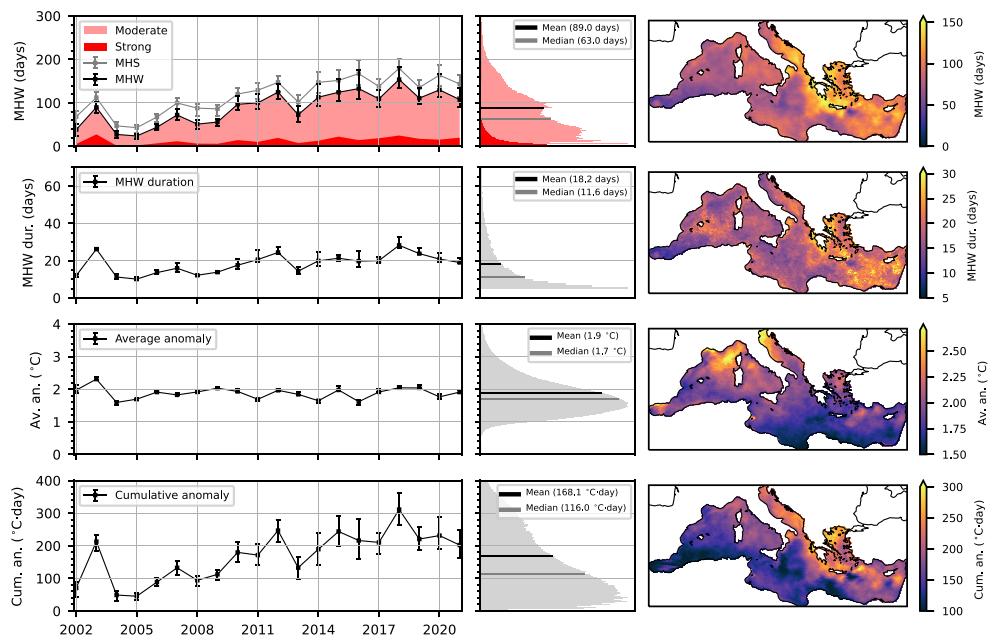 300
200
100
0
MHW (days)
Moderate
Strong
MHS
MHW
Mean (89.0 days)
Median (63.0 days)
150
100
50
0
MHW (days)
60
40
20
0
MHW dur. (days)
MHW duration
Mean (18,2 days)
Median (11,6 days)
30
25
20
15
10
5
MHW dur. (days)
4
3
2
1
0
Av. an. (°C)
Average anomaly
Mean (1.9 °C)
Median (1,7 °C)
2.50
2.25
2.00
1.75
1.50
Av. an. (°C)
400
300
200
100
0
Cum. an. (°C·day)
Cumulative anomaly
Mean (168,1 °C·day)
Median (116.0 °C·day)
300
250
200
150
100
Cum. an. (°C·day)
2002 2005 2008 2011 2014 2017 2020